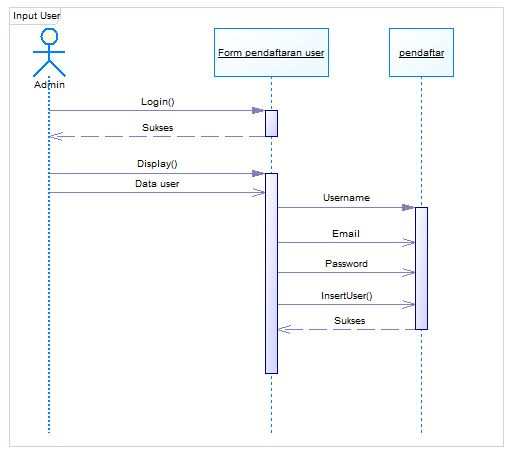 Input User
Form pendaftaran user
pendaftar
Admin
Login()
Sukses
Display()
Data user
Username
Email
Password
InsertUser()
Sukses